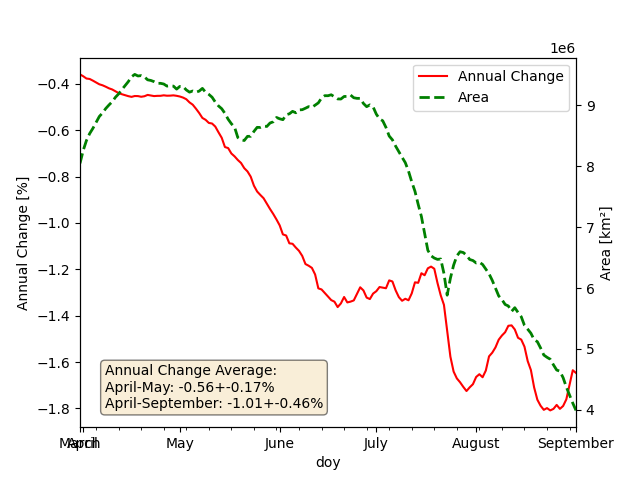 1e6
Annual Change
Area
−0.4
−0.6
−0.8
−1.0
−1.2
−1.4
−1.6
−1.8
Annual Change [%]
9
8
7
6
5
4
Area [km²]
Annual Change Average:
April-May: -0.56+-0.17%
April-September: -1.01+-0.46%
March April May June July August September
doy